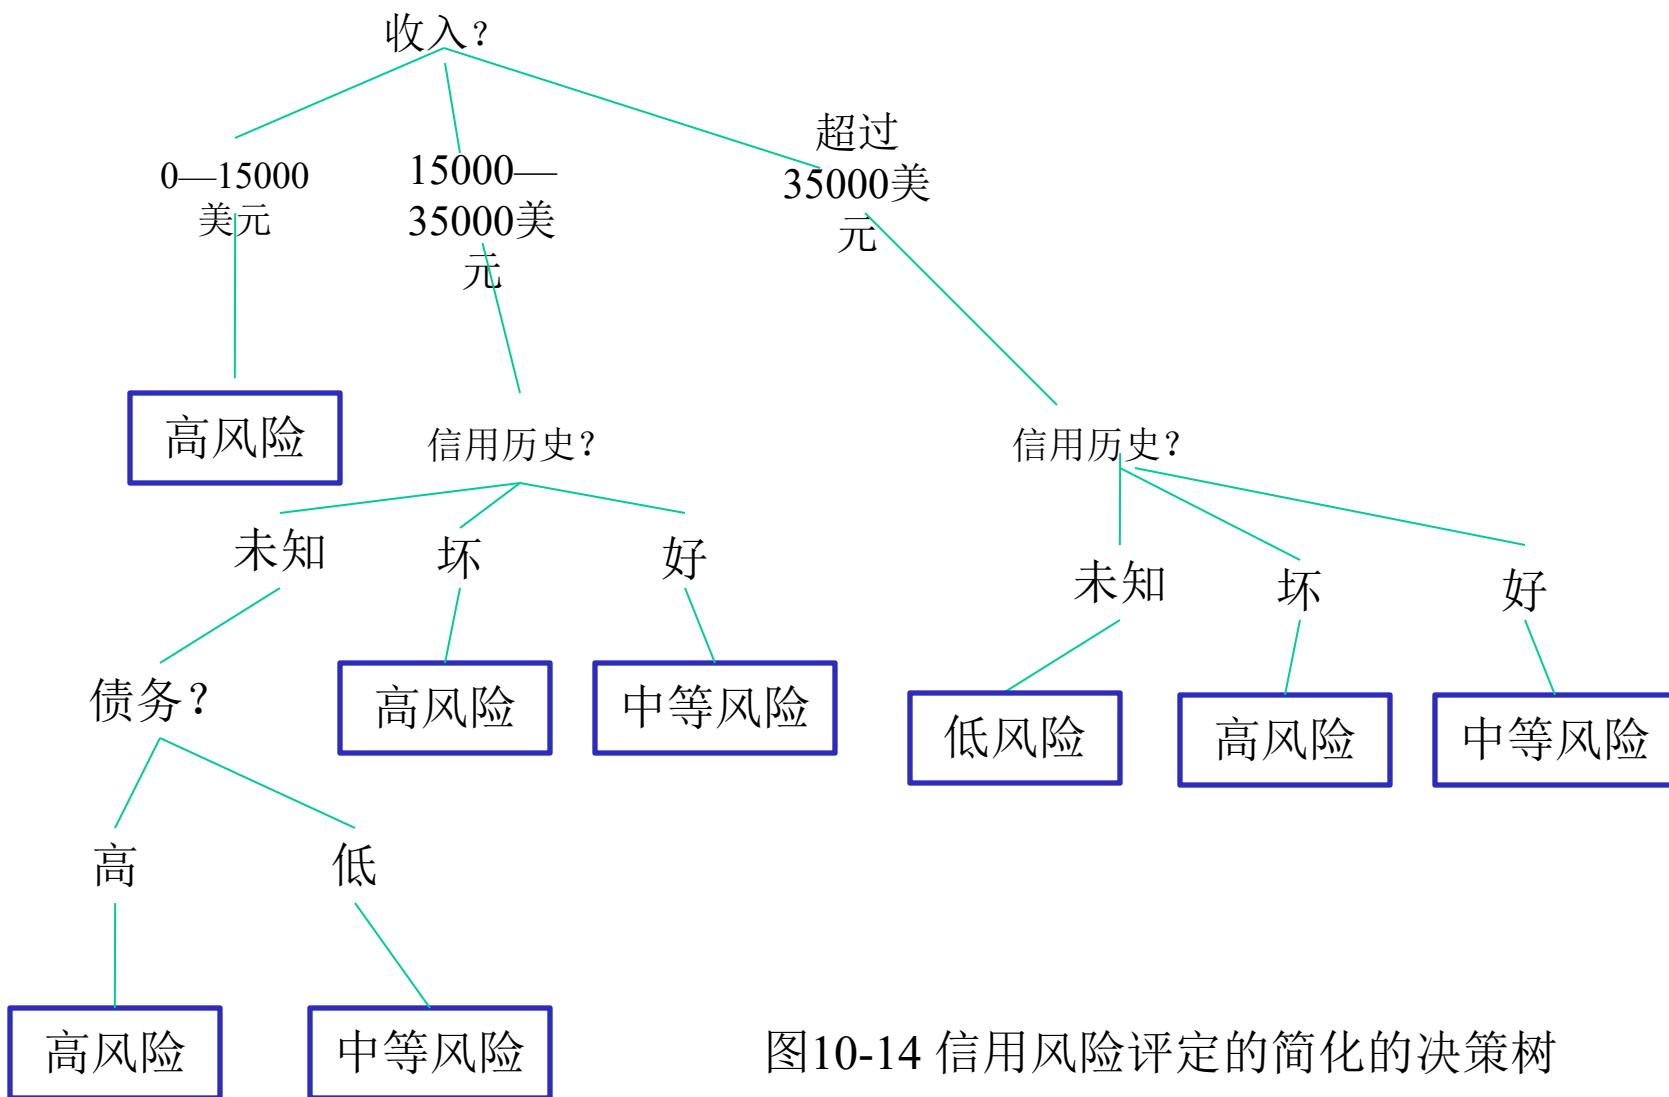 收入?
0—15000
美元
15000—
35000美
元
超过
35000美
元
高风险
信用历史?
信用历史?
未知
坏
好
未知
坏
好
债务?
高风险
中等风险
低风险
高风险
中等风险
高
低
高风险
中等风险
图10-14 信用风险评定的简化的决策树